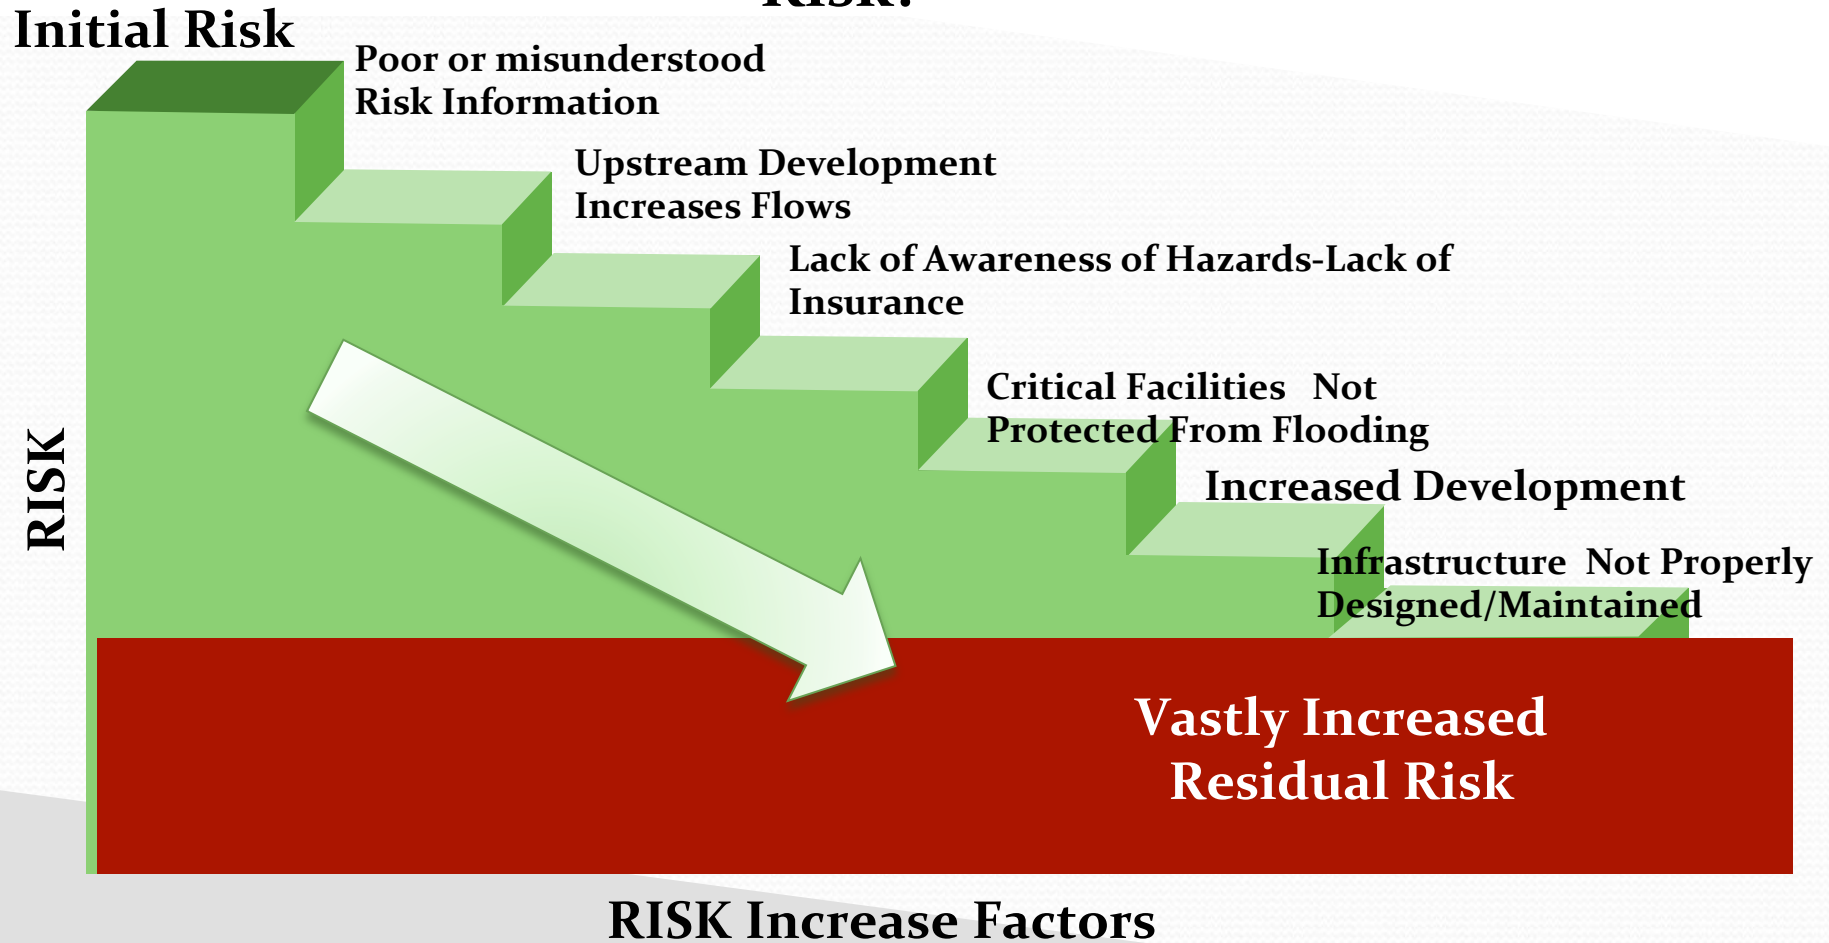 Risk?
Initial Risk
Poor or misunderstood
Risk Information
Upstream Development
Increases Flows
Lack of Awareness of Hazards-Lack of
Insurance
Critical Facilities Not
Protected From Flooding
Increased Development
Infrastructure Not Properly
Designed/Maintained
RISK
Vastly Increased
Residual Risk
RISK Increase Factors